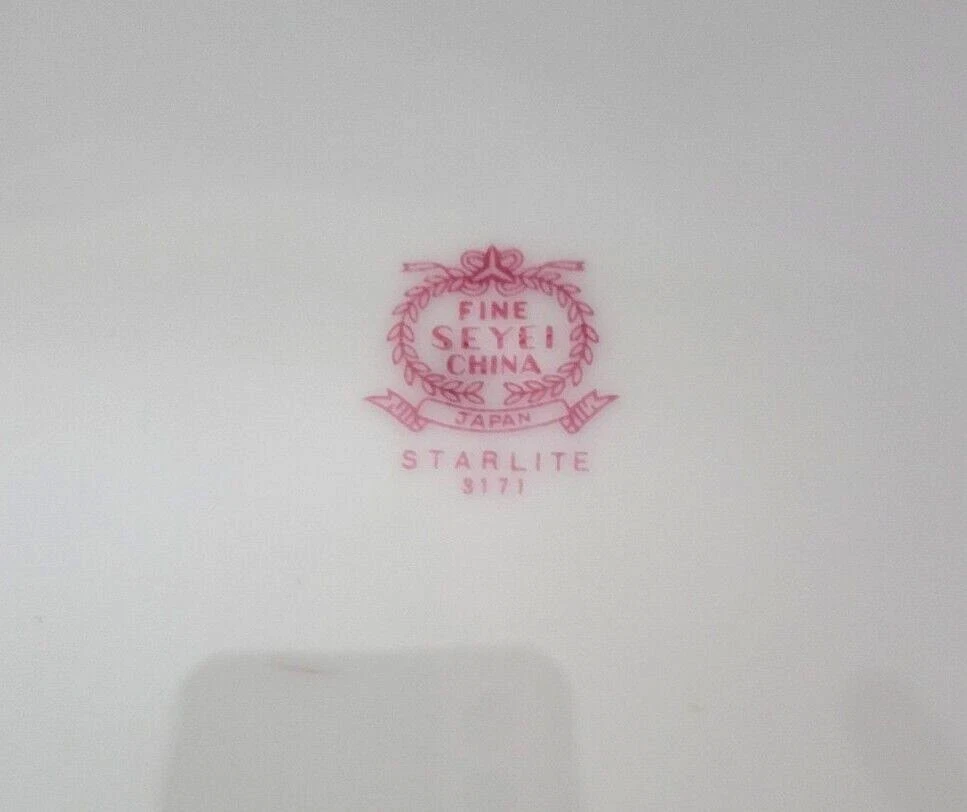 FINE
SEYEI
CHINA
JAPAN
STARLITE
3171